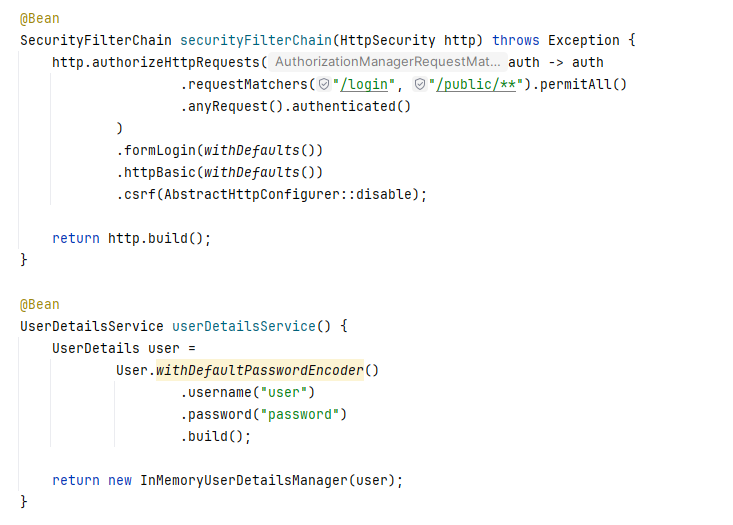 @Bean
SecurityFilterChain securityFilterChain(HttpSecurity http) throws Exception {
    http.authorizeHttpRequests( AuthorizationManagerRequestMat... auth -> auth
                    .requestMatchers("/login", "/public/**").permitAll()
                    .anyRequest().authenticated()
            )
            .formLogin(withDefaults())
            .httpBasic(withDefaults())
            .csrf(AbstractHttpConfigurer::disable);

    return http.build();
}

@Bean
UserDetailsService userDetailsService() {
    UserDetails user =
            User.withDefaultPasswordEncoder()
                    .username("user")
                    .password("password")
                    .build();

    return new InMemoryUserDetailsManager(user);
}